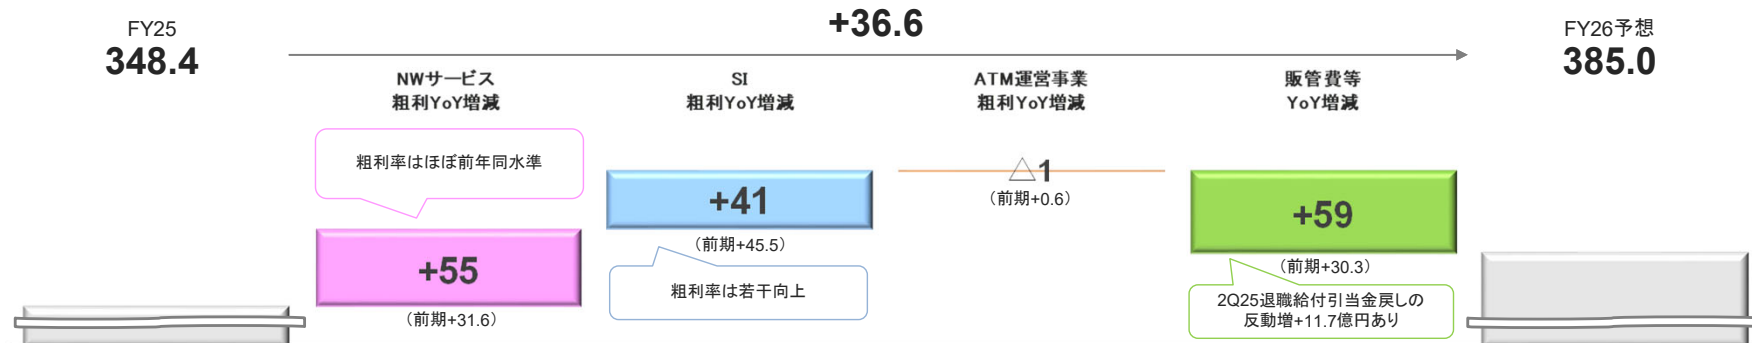 +36.6
FY25
348.4
FY26予想
385.0
NWサービス
粗利YoY増減
SI
粗利YoY増減
ATM運営事業
粗利YoY増減
販管費等
YoY増減
粗利率はほぼ前年同水準
+55
(前期+31.6)
+41
(前期+45.5)
粗利率は若干向上
△1
(前期+0.6)
+59
(前期+30.3)
2Q25退職給付引当金戻しの
反動増+11.7億円あり